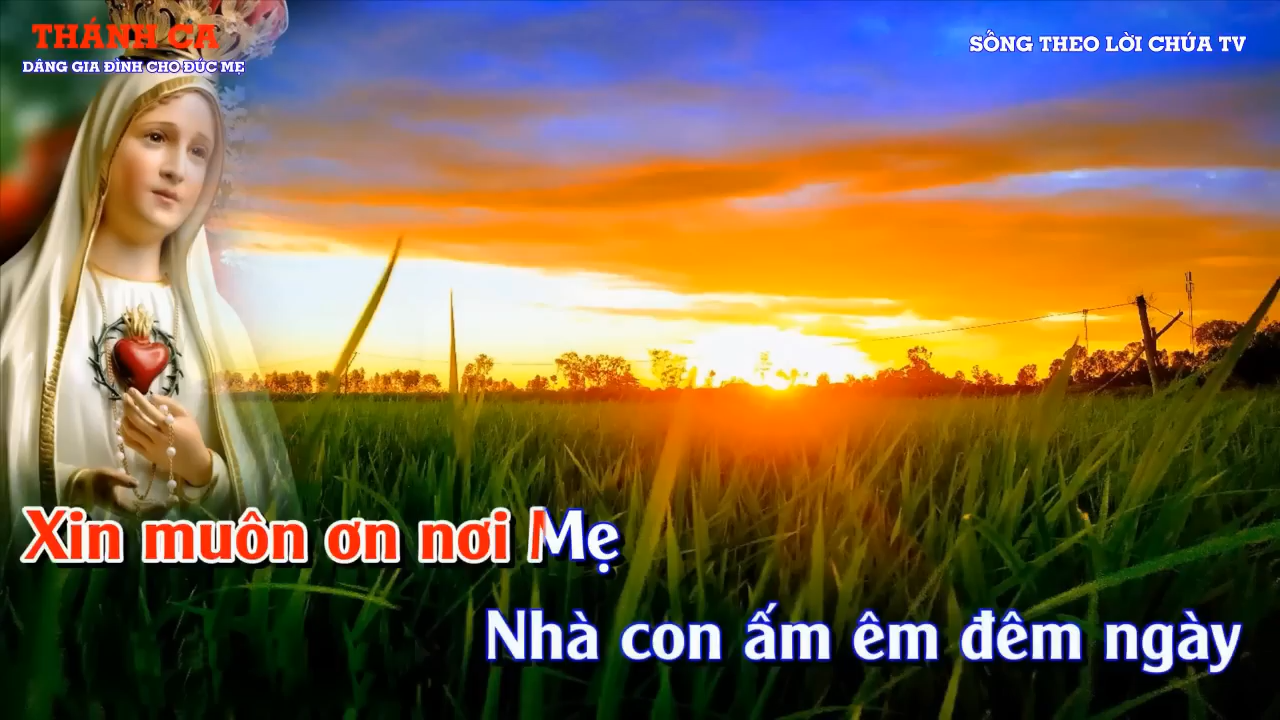 THÁNH CA
DÂNG GIA ĐÌNH CHO ĐỨC MẸ
SỐNG THEO LỜI CHÚA TV
Xin muôn ơn nơi Mẹ
Nhà con ấm êm đêm ngày